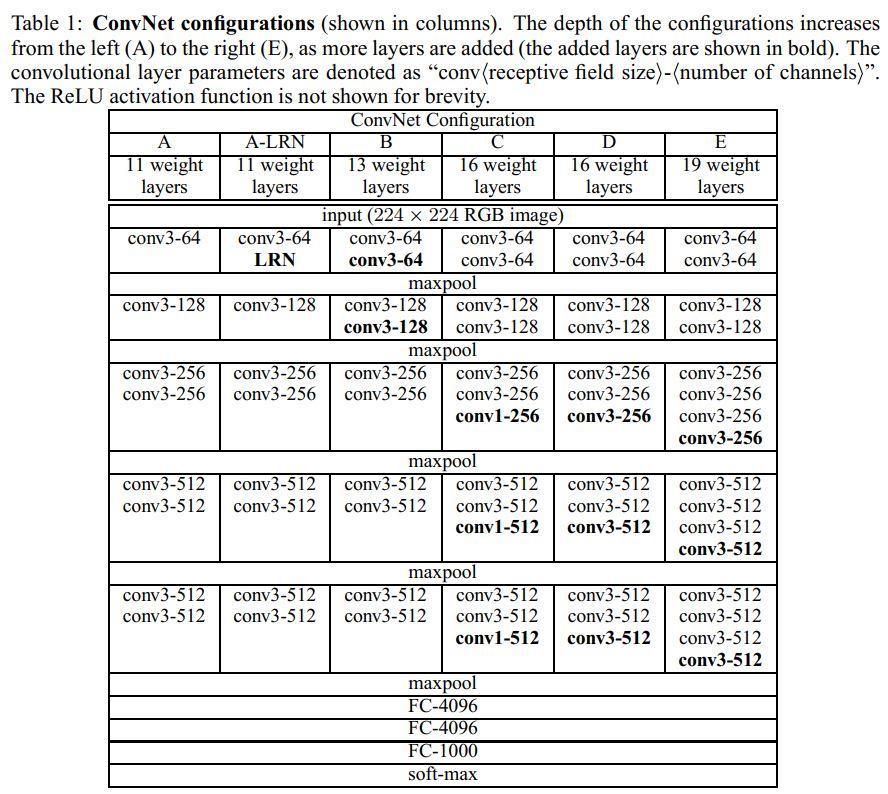 Table 1: ConvNet configurations (shown in columns). The depth of the configurations increases
from the left (A) to the right (E), as more layers are added (the added layers are shown in bold). The
convolutional layer parameters are denoted as “conv⟨receptive field size⟩-⟨number of channels⟩”.
The ReLU activation function is not shown for brevity.
ConvNet Configuration
A A-LRN B C D E
11 weight 11 weight 13 weight 16 weight 16 weight 19 weight
layers layers layers layers layers layers
input (224 × 224 RGB image)
conv3-64 conv3-64 conv3-64 conv3-64 conv3-64 conv3-64
LRN conv3-64 conv3-64 conv3-64 conv3-64
maxpool
conv3-128 conv3-128 conv3-128 conv3-128 conv3-128 conv3-128
conv3-128 conv3-128 conv3-128 conv3-128
maxpool
conv3-256 conv3-256 conv3-256 conv3-256 conv3-256 conv3-256
conv3-256 conv3-256 conv3-256 conv3-256 conv3-256 conv3-256
conv1-256 conv3-256 conv3-256
conv3-256
maxpool
conv3-512 conv3-512 conv3-512 conv3-512 conv3-512 conv3-512
conv3-512 conv3-512 conv3-512 conv3-512 conv3-512 conv3-512
conv1-512 conv3-512 conv3-512
conv3-512
maxpool
conv3-512 conv3-512 conv3-512 conv3-512 conv3-512 conv3-512
conv3-512 conv3-512 conv3-512 conv3-512 conv3-512 conv3-512
conv1-512 conv3-512 conv3-512
conv3-512
maxpool
FC-4096
FC-4096
FC-1000
soft-max